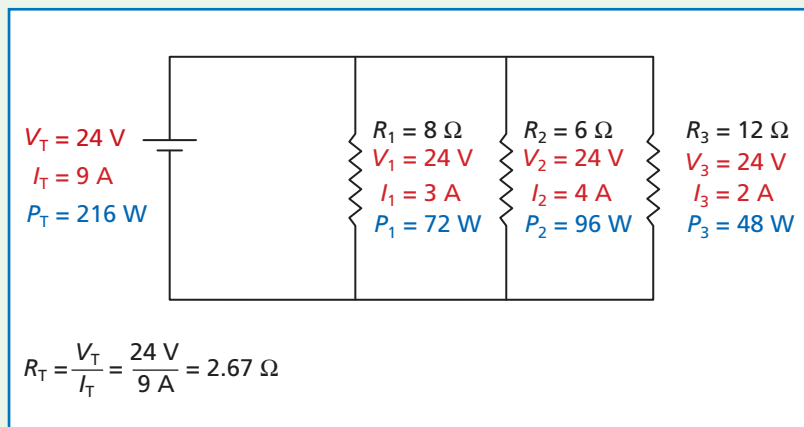 V_T = 24 V
I_T = 9 A
P_T = 216 W
R_1 = 8 Ω
V_1 = 24 V
I_1 = 3 A
P_1 = 72 W
R_2 = 6 Ω
V_2 = 24 V
I_2 = 4 A
P_2 = 96 W
R_3 = 12 Ω
V_3 = 24 V
I_3 = 2 A
P_3 = 48 W
R_T = V_T / I_T = 24 V / 9 A = 2.67 Ω